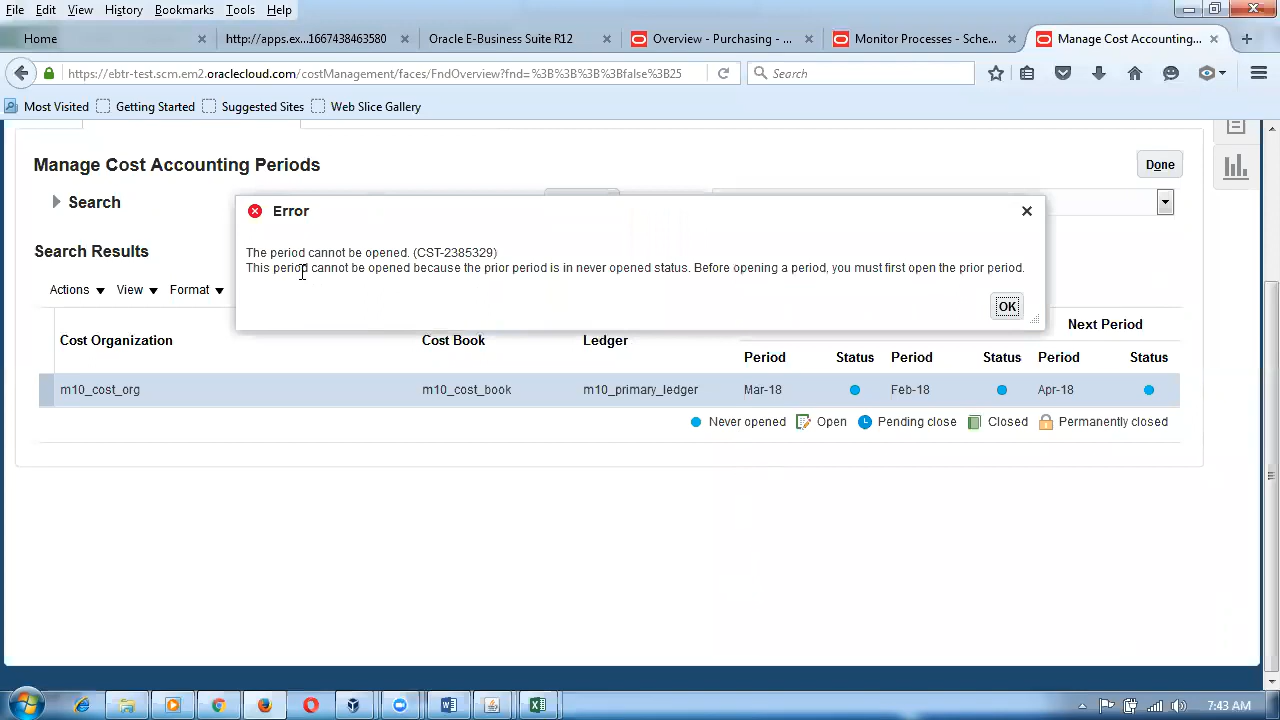 File Edit View History Bookmarks Tools Help
Home
http://apps.ex...1667438463580
Oracle E-Business Suite R12
Overview - Purchasing - ...
Monitor Processes - Sche...
Manage Cost Accounting...
https://ebtr-test.scm.em2.oraclecloud.com/costManagement/faces/FndOverview?fnd=%3B%3B%3B%3Bfalse%3B25
Search
Most Visited Getting Started Suggested Sites Web Slice Gallery
Manage Cost Accounting Periods
Done
Search
Error
The period cannot be opened. (CST-2385329)
This period cannot be opened because the prior period is in never opened status. Before opening a period, you must first open the prior period.
OK
Search Results
Actions View Format
Next Period
Cost Organization Cost Book Ledger
Period Status Period Status Period Status
m10_cost_org m10_cost_book m10_primary_ledger Mar-18 Feb-18 Apr-18
Never opened Open Pending close Closed Permanently closed
7:43 AM